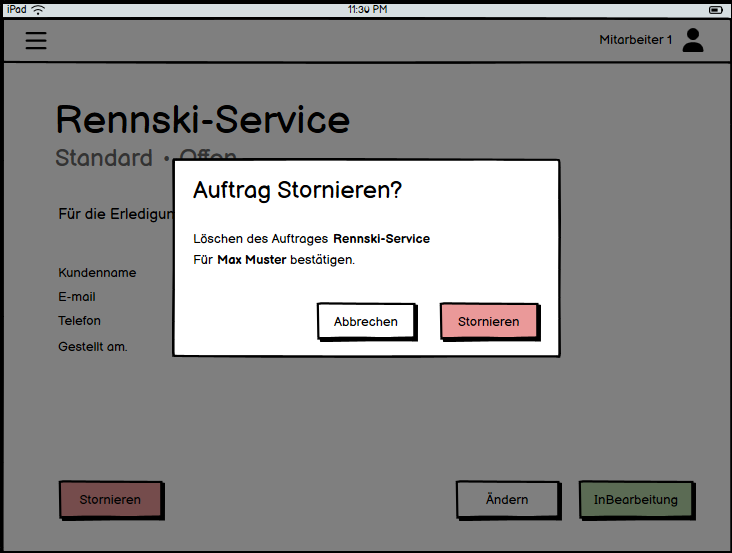 iPad 11:30 PM
Mitarbeiter 1
Rennski-Service
Standard • Offen
Auftrag Stornieren?
Für die Erledigun
Löschen des Auftrages Rennski-Service
Für Max Muster bestätigen.
Kundenname
E-mail
Telefon
Gestellt am.
Abbrechen Stornieren
Stornieren Ändern InBearbeitung